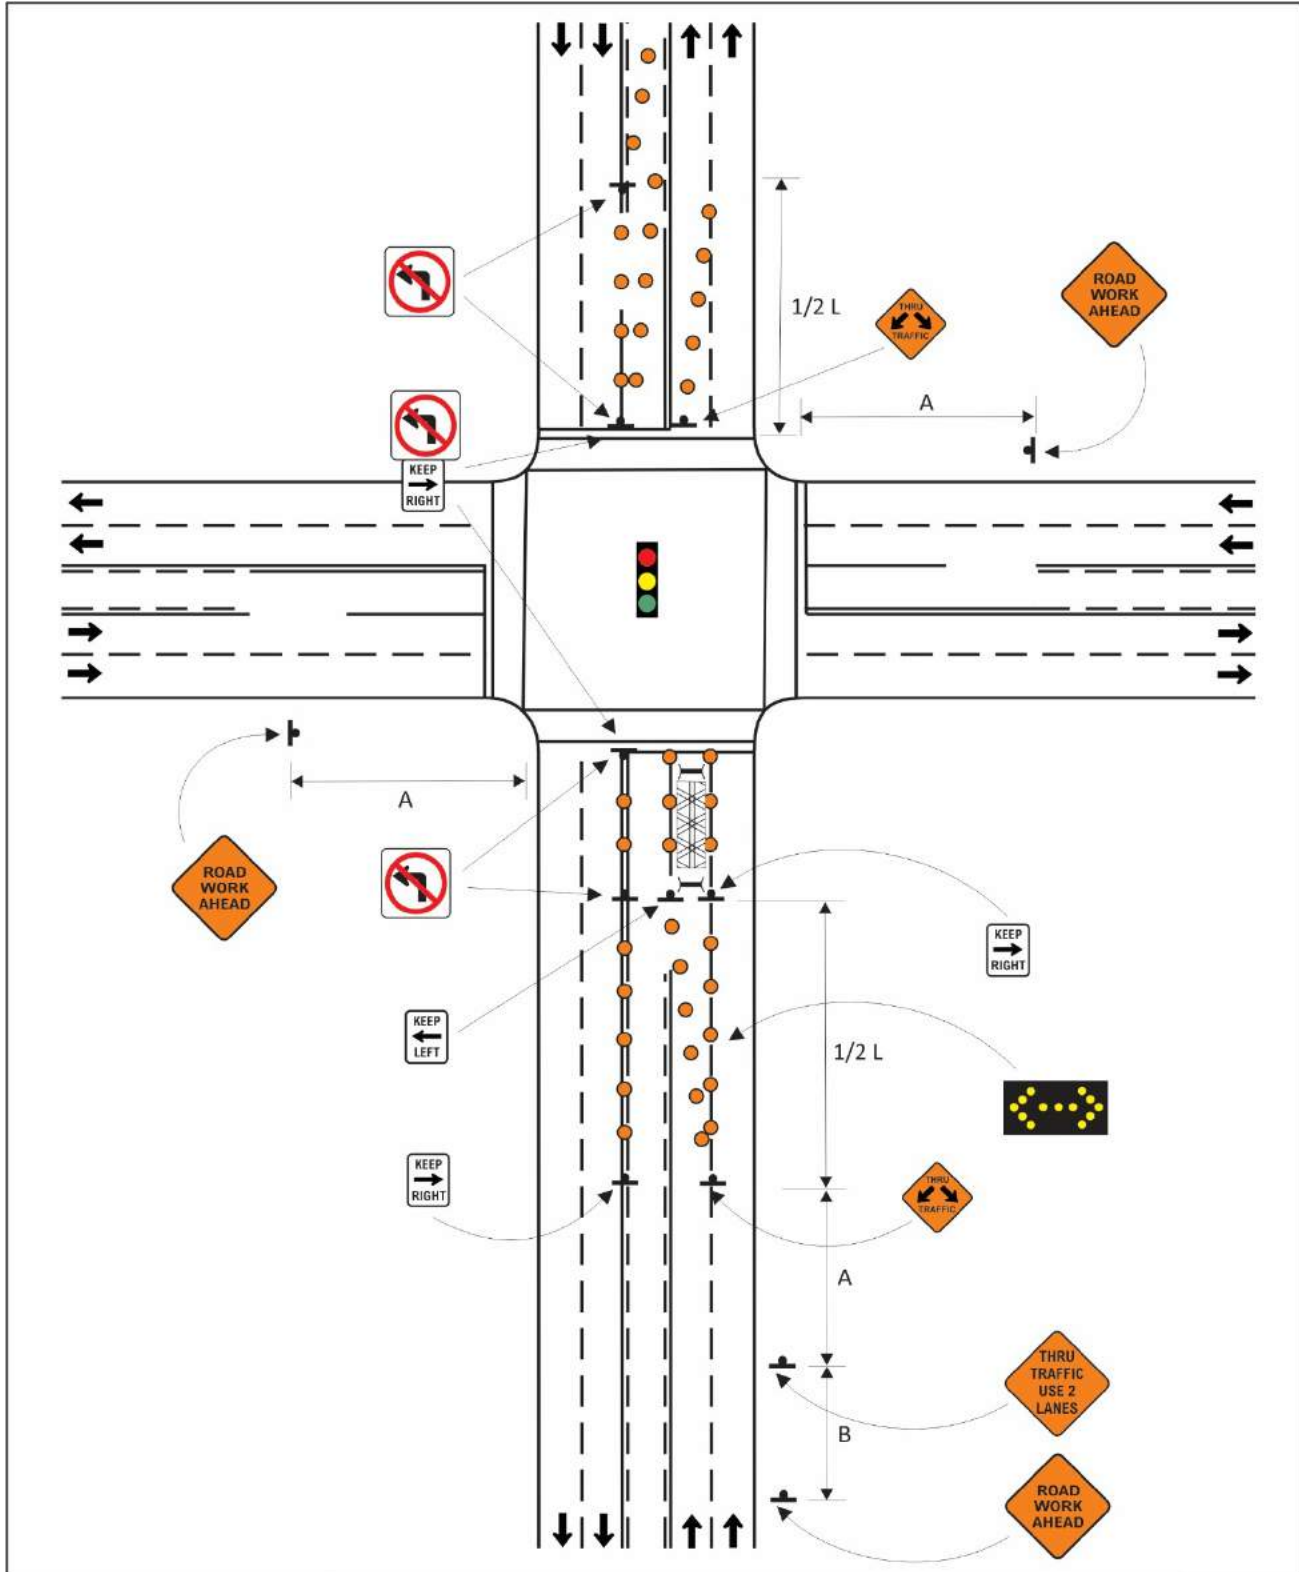 THRU
TRAFFIC
ROAD
WORK
AHEAD
1/2 L
A
KEEP
RIGHT
A
ROAD
WORK
AHEAD
KEEP
RIGHT
KEEP
LEFT
1/2 L
KEEP
RIGHT
THRU
TRAFFIC
A
THRU
TRAFFIC
USE 2
LANES
B
ROAD
WORK
AHEAD